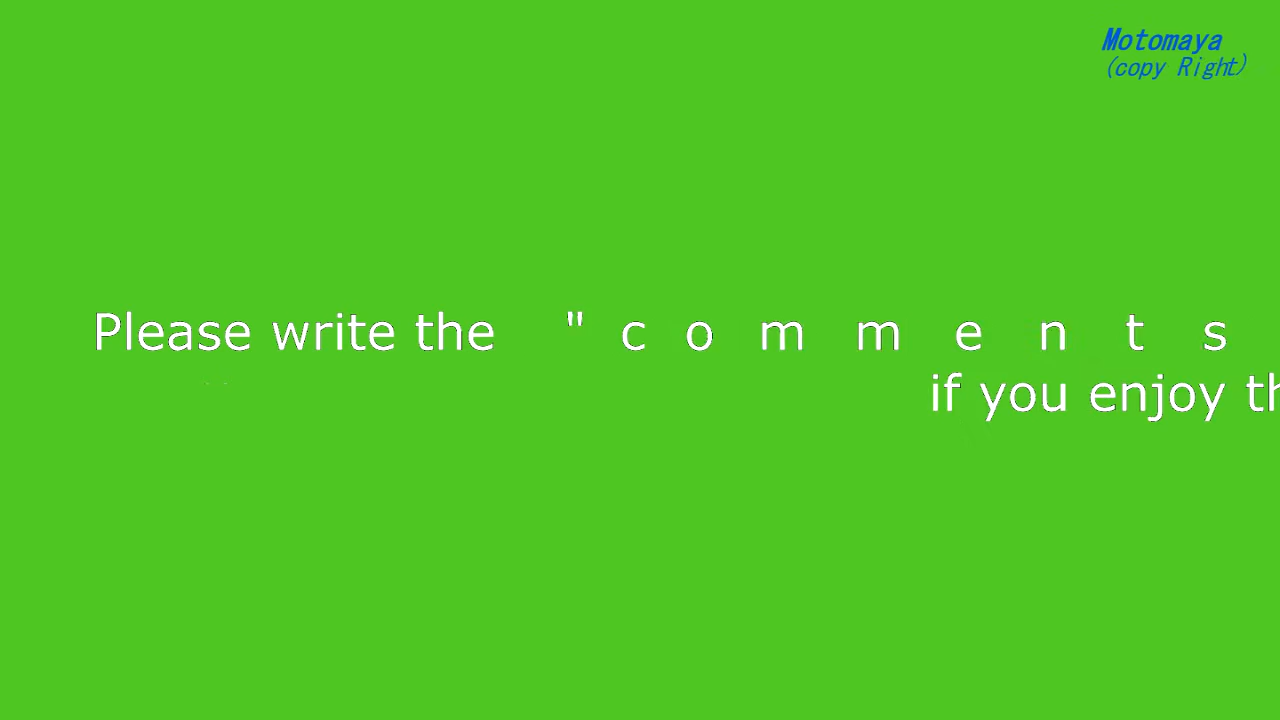 Motomaya
(copy Right)
Please write the " c o m m e n t s
if you enjoy th